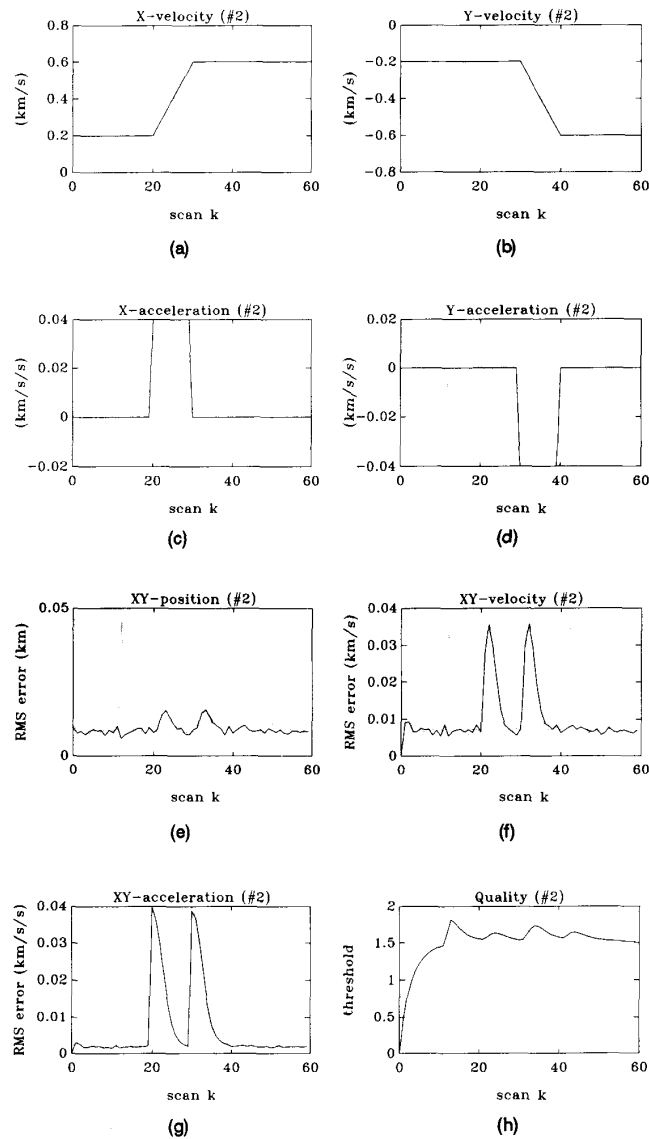 X-velocity (#2)
(km/s)
0.8
0.6
0.4
0.2
0
0 20 40 60
scan k
(a)
Y-velocity (#2)
(km/s)
0
-0.2
-0.4
-0.6
-0.8
0 20 40 60
scan k
(b)
X-acceleration (#2)
(km/s/s)
0.04
0.02
0
-0.02
0 20 40 60
scan k
(c)
Y-acceleration (#2)
(km/s/s)
0.02
0
-0.02
-0.04
0 20 40 60
scan k
(d)
XY-position (#2)
RMS error (km)
0.05
0
0 20 40 60
scan k
(e)
XY-velocity (#2)
RMS error (km/s)
0.04
0.03
0.02
0.01
0
0 20 40 60
scan k
(f)
XY-acceleration (#2)
RMS error (km/s/s)
0.04
0.03
0.02
0.01
0
0 20 40 60
scan k
(g)
Quality (#2)
threshold
2
1.5
1
0.5
0
0 20 40 60
scan k
(h)